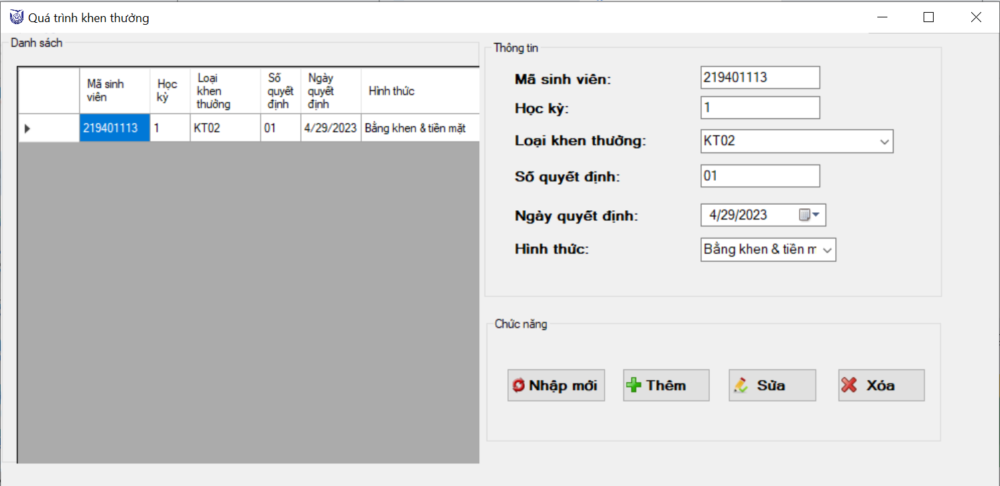 Quá trình khen thưởng
Danh sách
Mã sinh
viên
Học
kỳ
Loại
khen
thưởng
Số
quyết
định
Ngày
quyết
định
Hình thức
219401113 1 KT02 01 4/29/2023 Bằng khen & tiền mặt
Thông tin
Mã sinh viên: 219401113
Học kỳ: 1
Loại khen thưởng: KT02
Số quyết định: 01
Ngày quyết định: 4/29/2023
Hình thức: Bằng khen & tiền m
Chức năng
Nhập mới Thêm Sửa Xóa